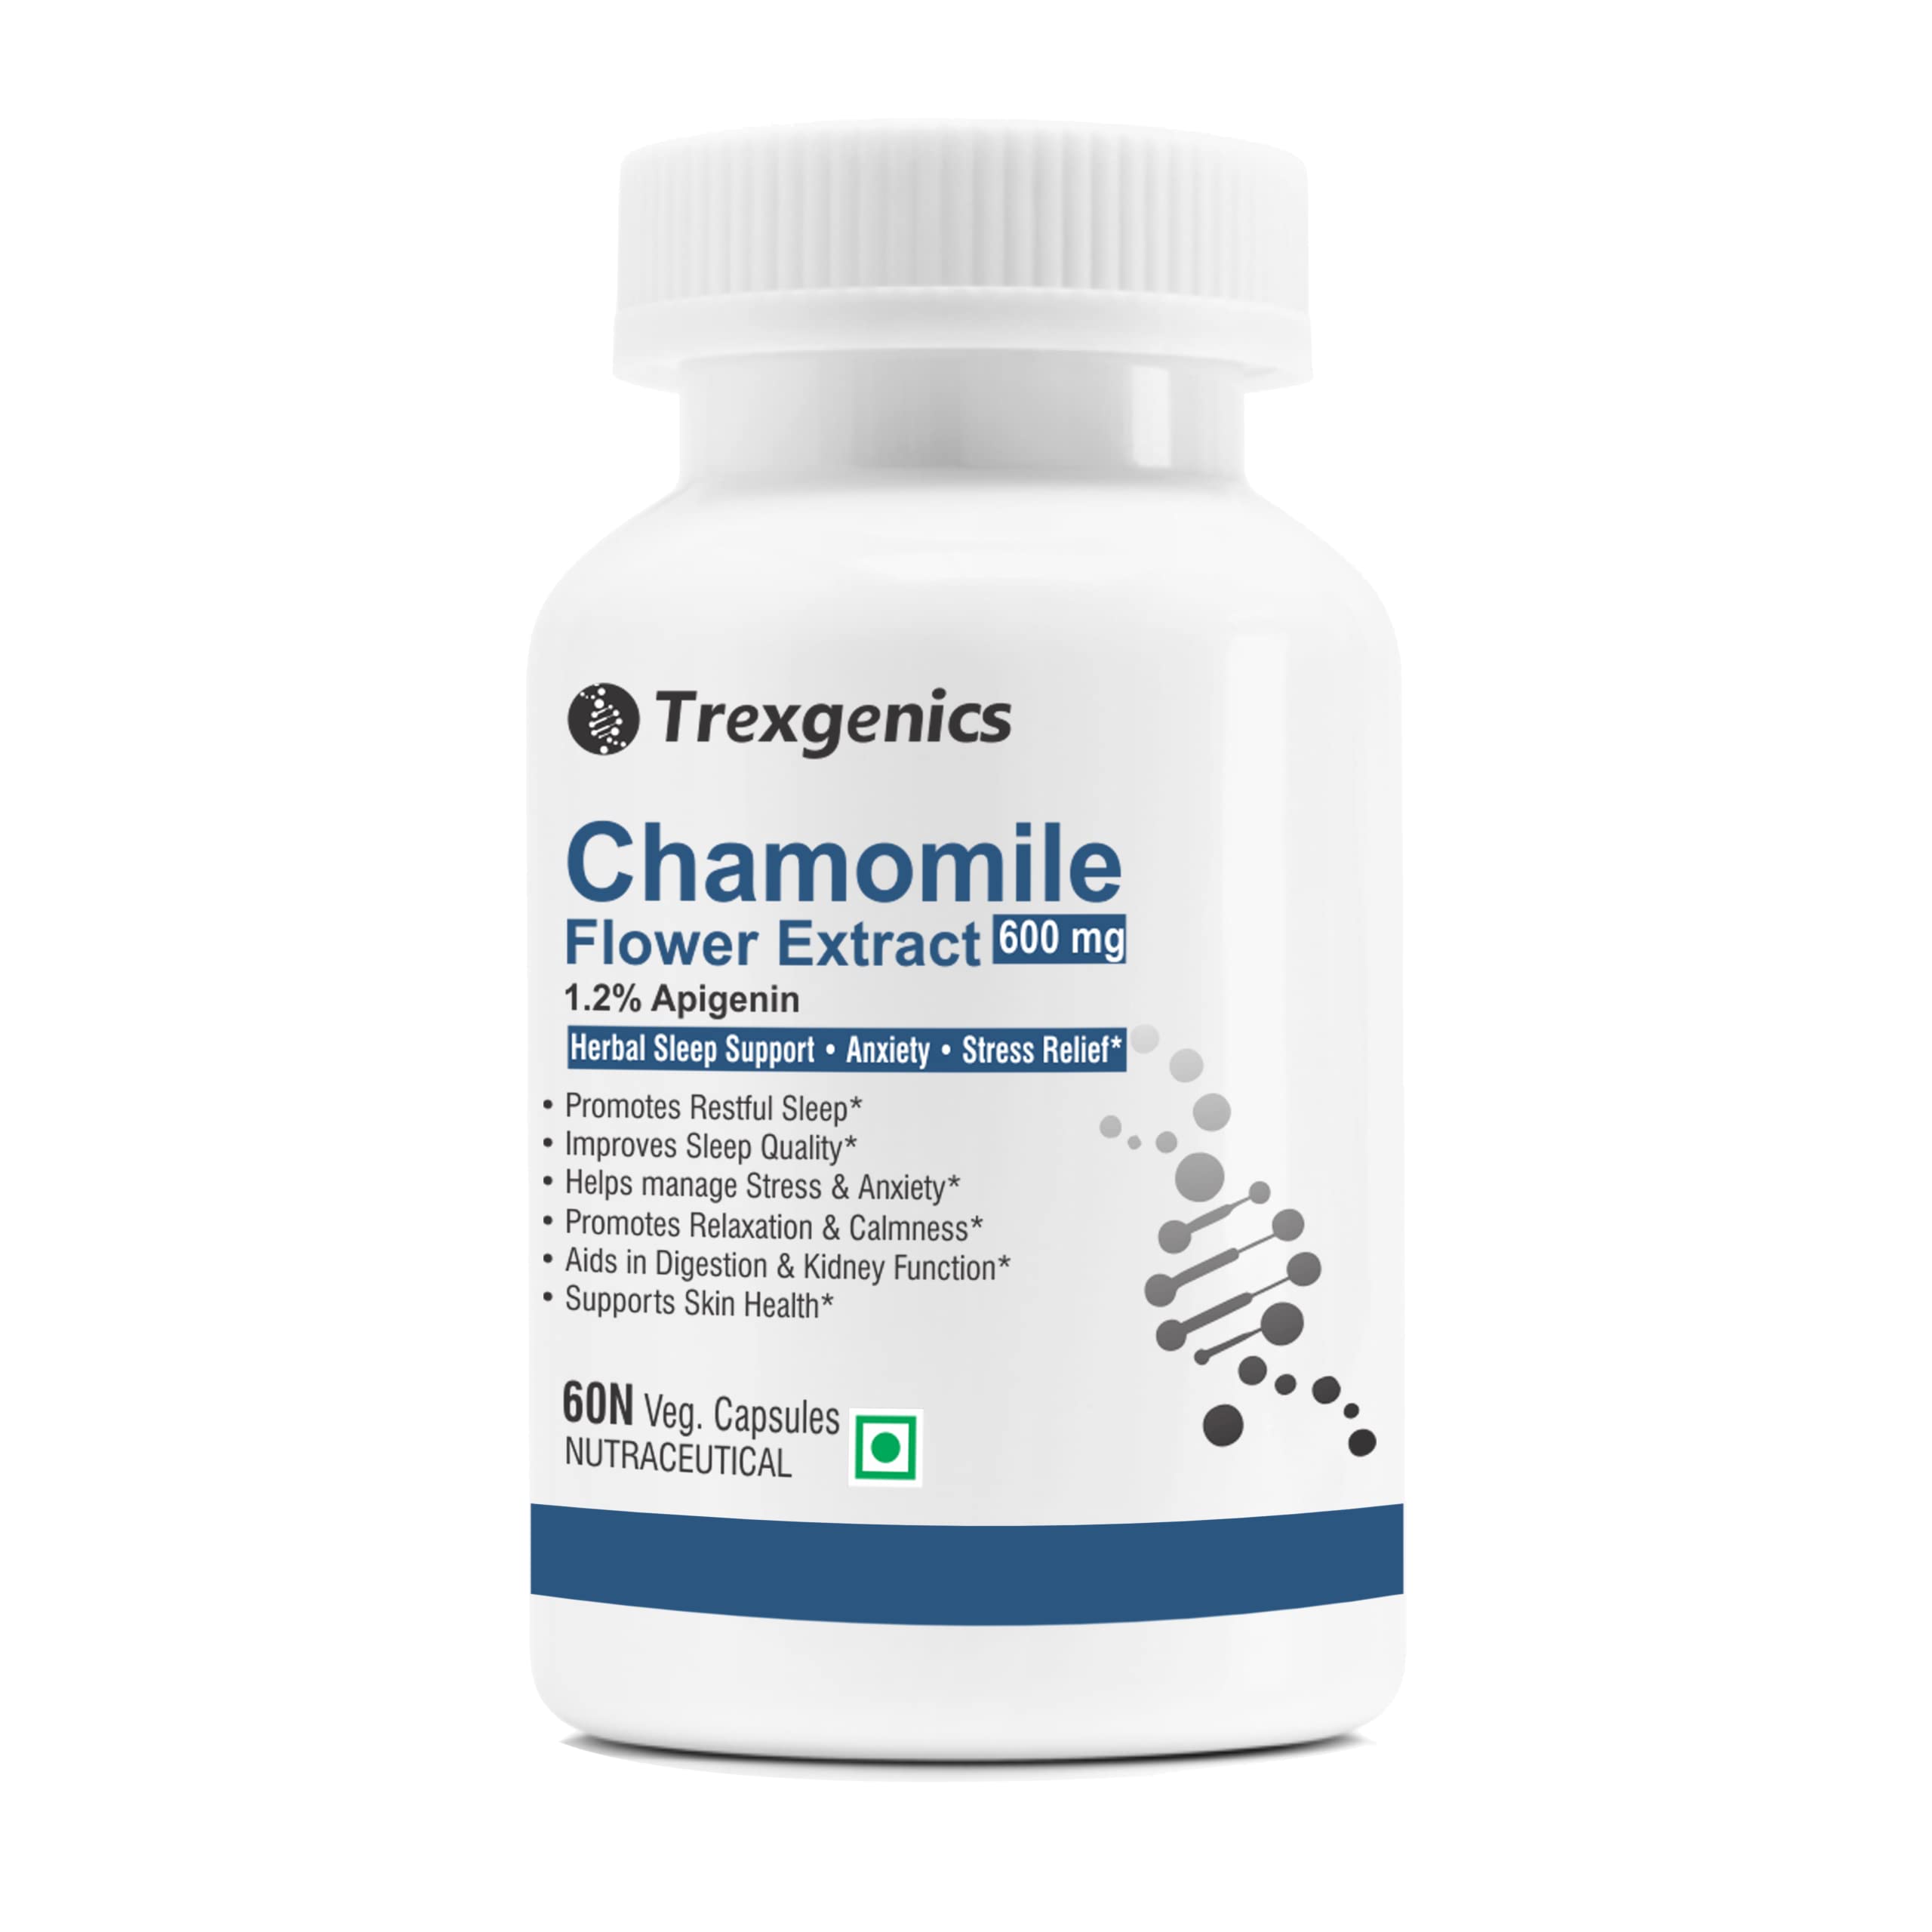 Trexgenics
Chamomile
Flower Extract 600 mg
1.2% Apigenin
Herbal Sleep Support • Anxiety • Stress Relief*
• Promotes Restful Sleep*
• Improves Sleep Quality*
• Helps manage Stress & Anxiety*
• Promotes Relaxation & Calmness*
• Aids in Digestion & Kidney Function*
• Supports Skin Health*
60N Veg. Capsules
NUTRACEUTICAL